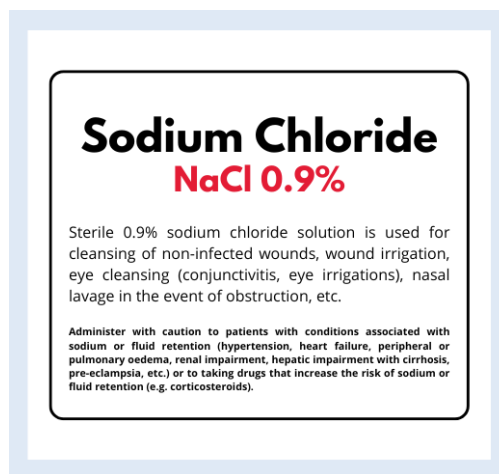 Sodium Chloride
NaCl 0.9%
Sterile 0.9% sodium chloride solution is used for
cleansing of non-infected wounds, wound irrigation,
eye cleansing (conjunctivitis, eye irrigations), nasal
lavage in the event of obstruction, etc.
Administer with caution to patients with conditions associated with
sodium or fluid retention (hypertension, heart failure, peripheral or
pulmonary oedema, renal impairment, hepatic impairment with cirrhosis,
pre-eclampsia, etc.) or to taking drugs that increase the risk of sodium or
fluid retention (e.g. corticosteroids).